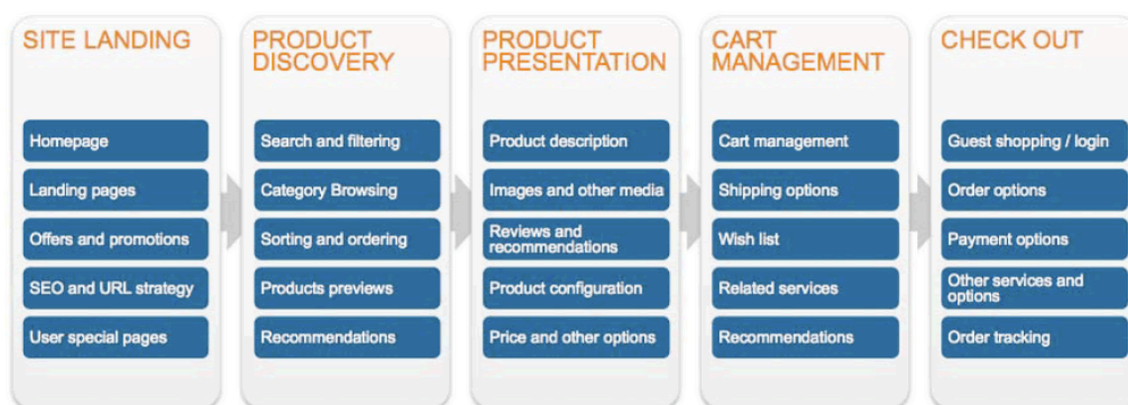 SITE LANDING
Homepage
Landing pages
Offers and promotions
SEO and URL strategy
User special pages
PRODUCT
DISCOVERY
Search and filtering
Category Browsing
Sorting and ordering
Products previews
Recommendations
PRODUCT
PRESENTATION
Product description
Images and other media
Reviews and
recommendations
Product configuration
Price and other options
CART
MANAGEMENT
Cart management
Shipping options
Wish list
Related services
Recommendations
CHECK OUT
Guest shopping / login
Order options
Payment options
Other services and
options
Order tracking